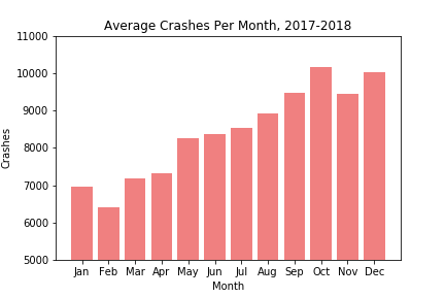 Average Crashes Per Month, 2017-2018
11000
10000
9000
8000
7000
6000
5000
Crashes
Jan Feb Mar Apr May Jun Jul Aug Sep Oct Nov Dec
Month